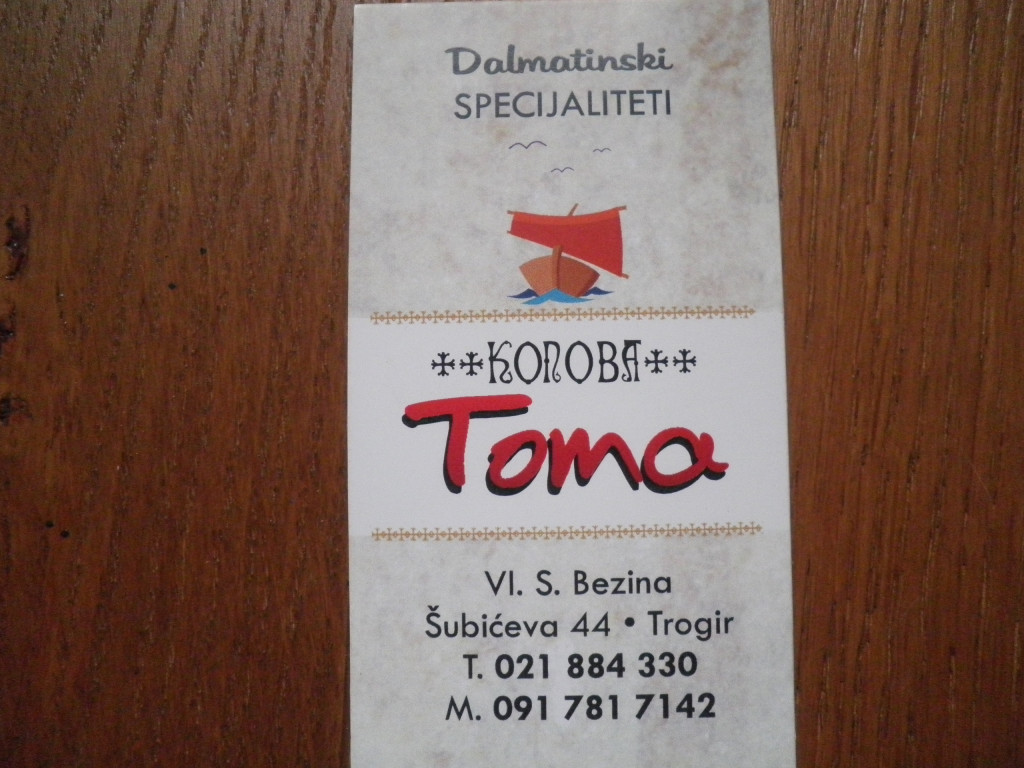 Dalmatinski
SPECIJALITETI
KONOBA
Toma
Vl. S. Bezina
Šubićeva 44 • Trogir
T. 021 884 330
M. 091 781 7142